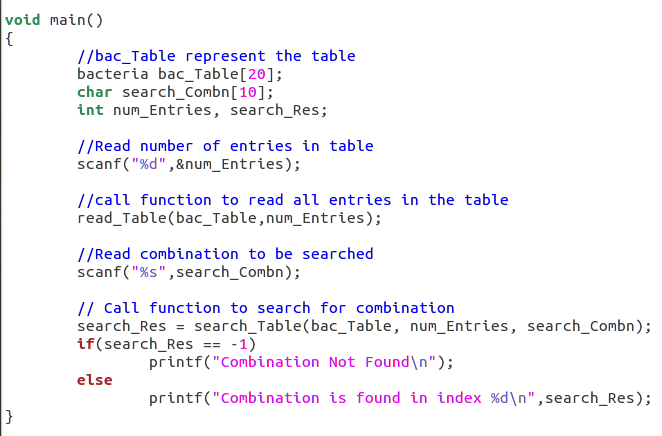 void main()
{
        //bac_Table represent the table
        bacteria bac_Table[20];
        char search_Combn[10];
        int num_Entries, search_Res;

        //Read number of entries in table
        scanf("%d",&num_Entries);

        //call function to read all entries in the table
        read_Table(bac_Table,num_Entries);

        //Read combination to be searched
        scanf("%s",search_Combn);

        // Call function to search for combination
        search_Res = search_Table(bac_Table, num_Entries, search_Combn);
        if(search_Res == -1)
                printf("Combination Not Found\n");
        else
                printf("Combination is found in index %d\n",search_Res);
}